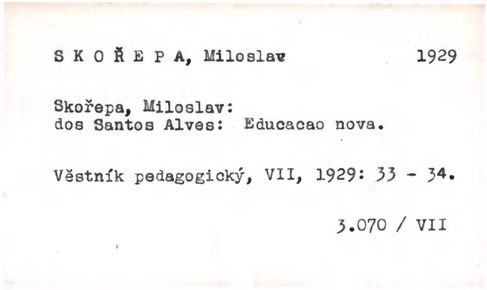 S K O Ř E P A, Miloslav 1929
Skořepa, Miloslav:
dos Santos Alves: Educacao nova.
Věstník pedagogický, VII, 1929: 33 - 34.
3.070 / VII